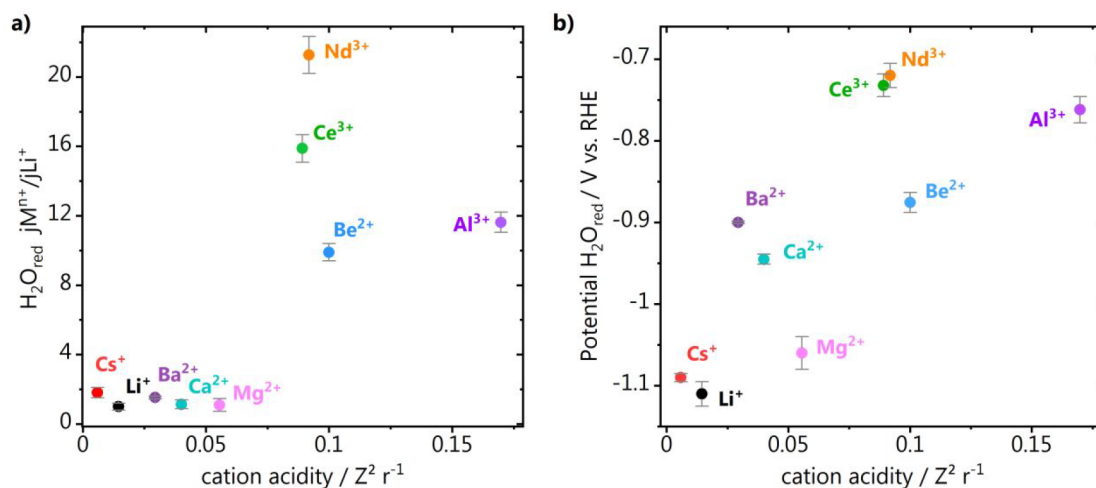 a)
H₂O_red jMⁿ⁺/jLi⁺
20
16
12
8
4
0
Nd³⁺
Ce³⁺
Be²⁺
Al³⁺
Cs⁺
Li⁺
Ba²⁺
Ca²⁺
Mg²⁺
0 0.05 0.1 0.15
cation acidity / Z² r⁻¹
b)
Potential H₂O_red / V vs. RHE
-0.7
-0.8
-0.9
-1
-1.1
Nd³⁺
Ce³⁺
Al³⁺
Be²⁺
Ba²⁺
Ca²⁺
Mg²⁺
Cs⁺
Li⁺
0 0.05 0.1 0.15
cation acidity / Z² r⁻¹